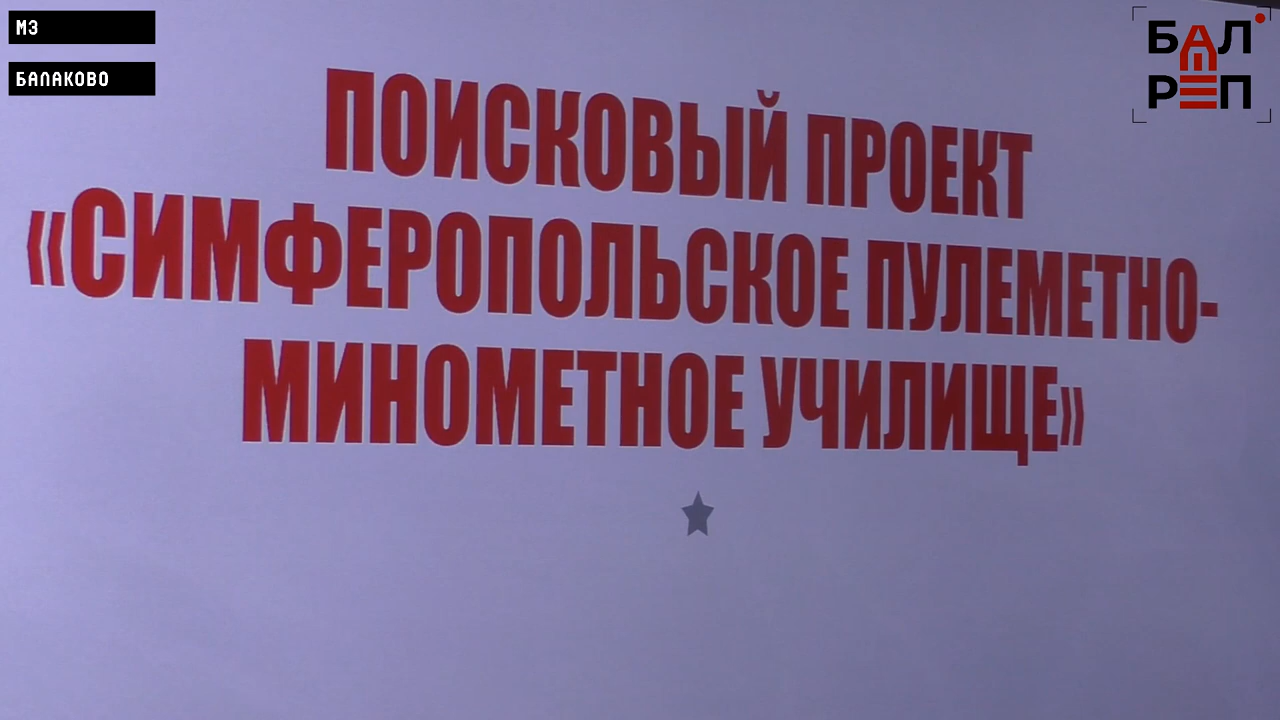 МЗ
БАЛАКОВО
БАЛ
РЕП
ПОИСКОВЫЙ ПРОЕКТ
«СИМФЕРОПОЛЬСКОЕ ПУЛЕМЕТНО-
МИНОМЕТНОЕ УЧИЛИЩЕ»